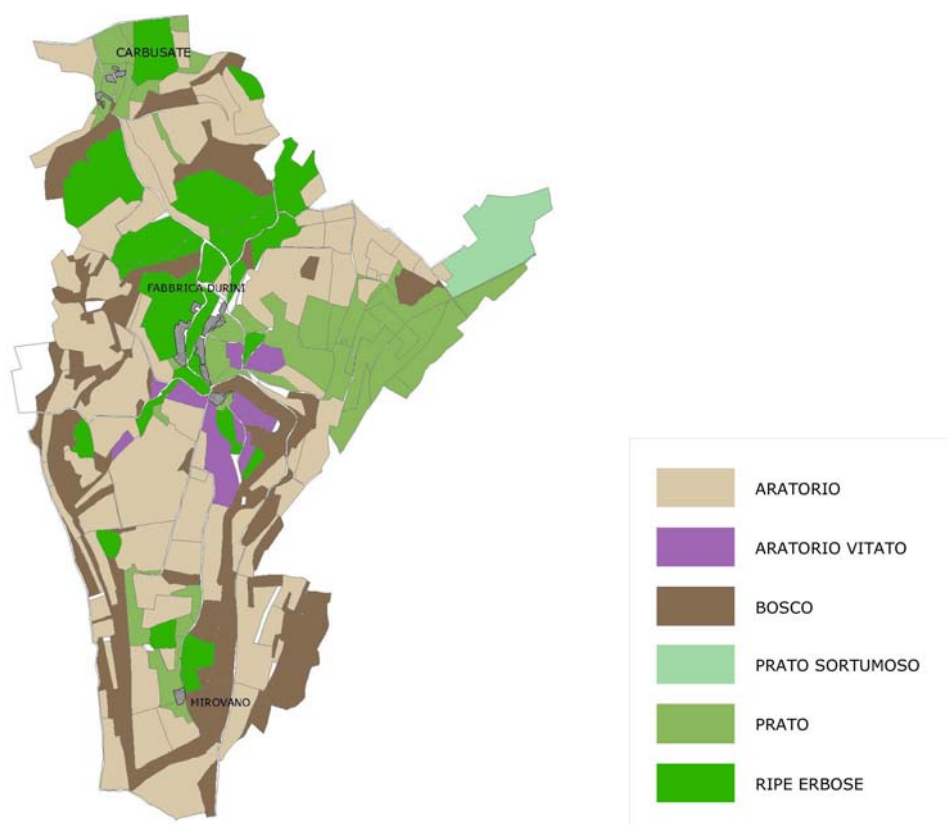 CARBUSATE
FABBRICA DURINI
MIROVANO
ARATORIO
ARATORIO VITATO
BOSCO
PRATO SORTUMOSO
PRATO
RIPE ERBOSE